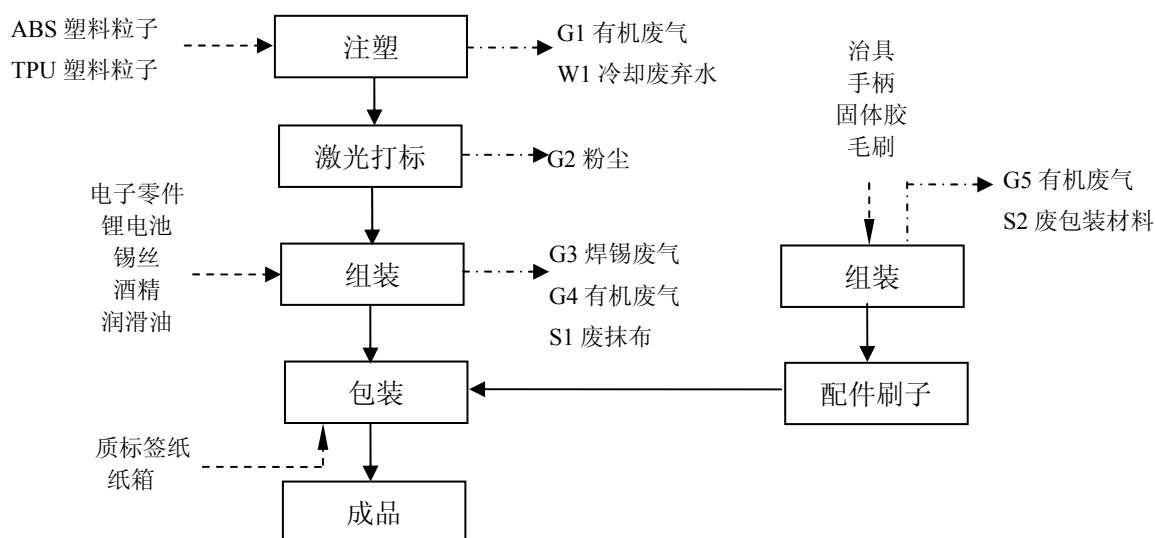 ABS 塑料粒子
TPU 塑料粒子
注塑
G1 有机废气
W1 冷却废弃水
激光打标
G2 粉尘
电子零件
锂电池
锡丝
酒精
润滑油
组装
G3 焊锡废气
G4 有机废气
S1 废抹布
治具
手柄
固体胶
毛刷
G5 有机废气
S2 废包装材料
组装
配件刷子
包装
质标签纸
纸箱
成品